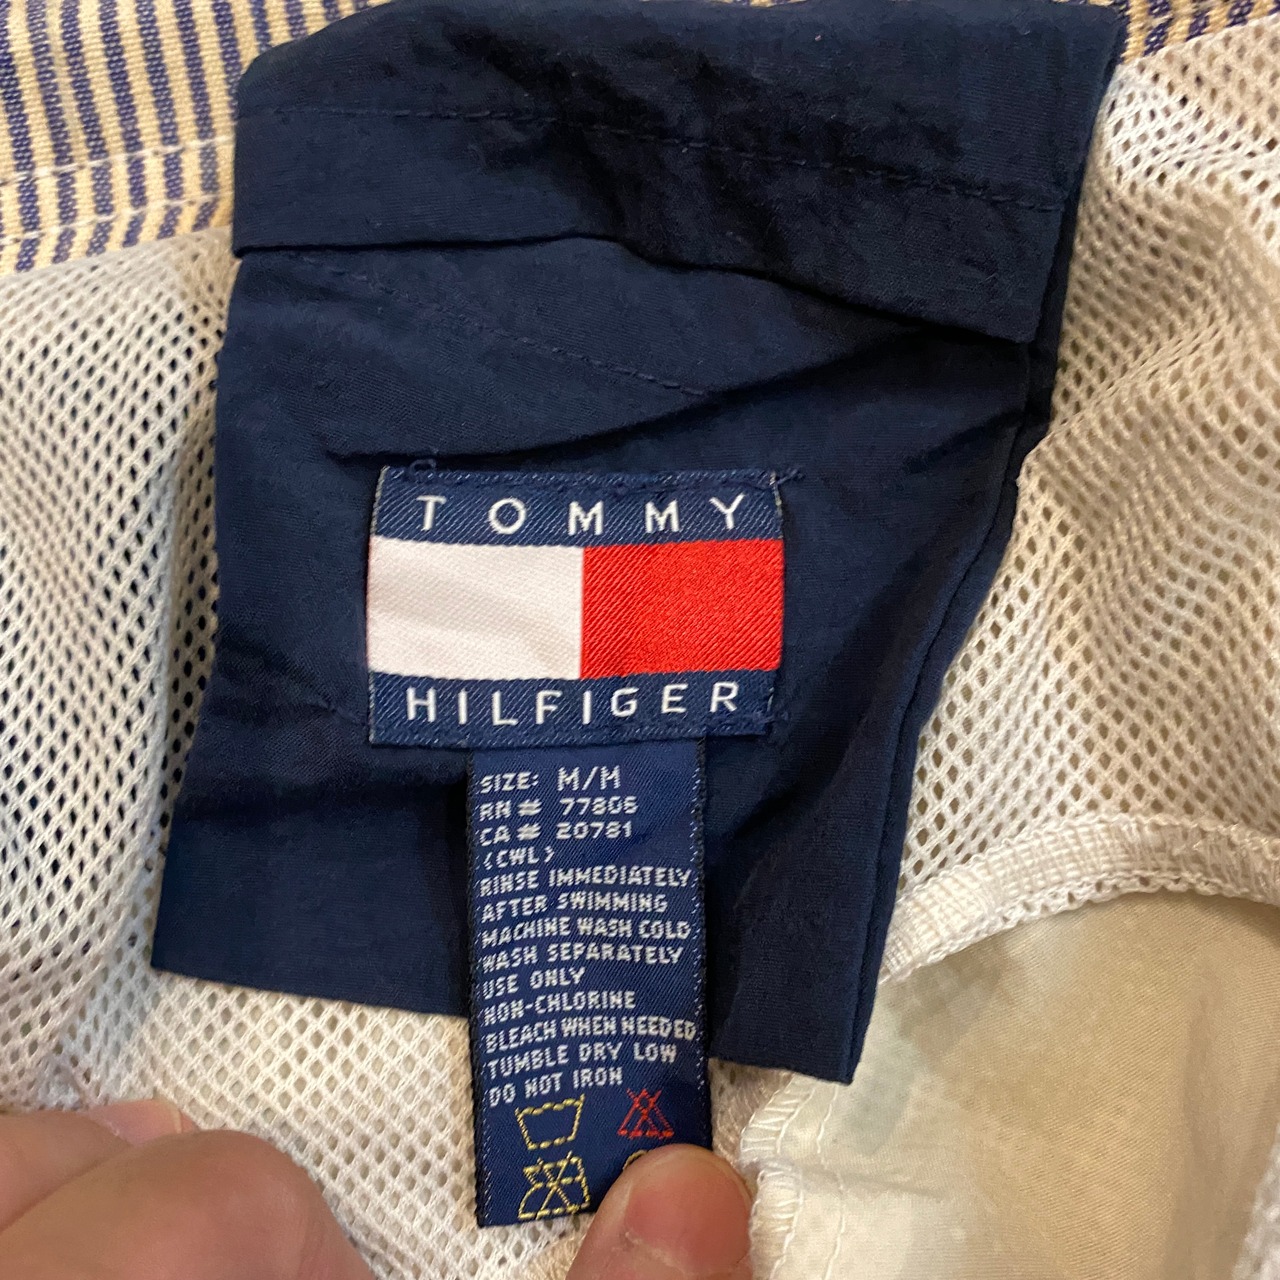 TOMMY
HILFIGER
SIZE: M/M
RN # 77806
CA # 20781
(CWL)
RINSE IMMEDIATELY
AFTER SWIMMING
MACHINE WASH COLD
WASH SEPARATELY
USE ONLY
NON-CHLORINE
BLEACH WHEN NEEDED
TUMBLE DRY LOW
DO NOT IRON